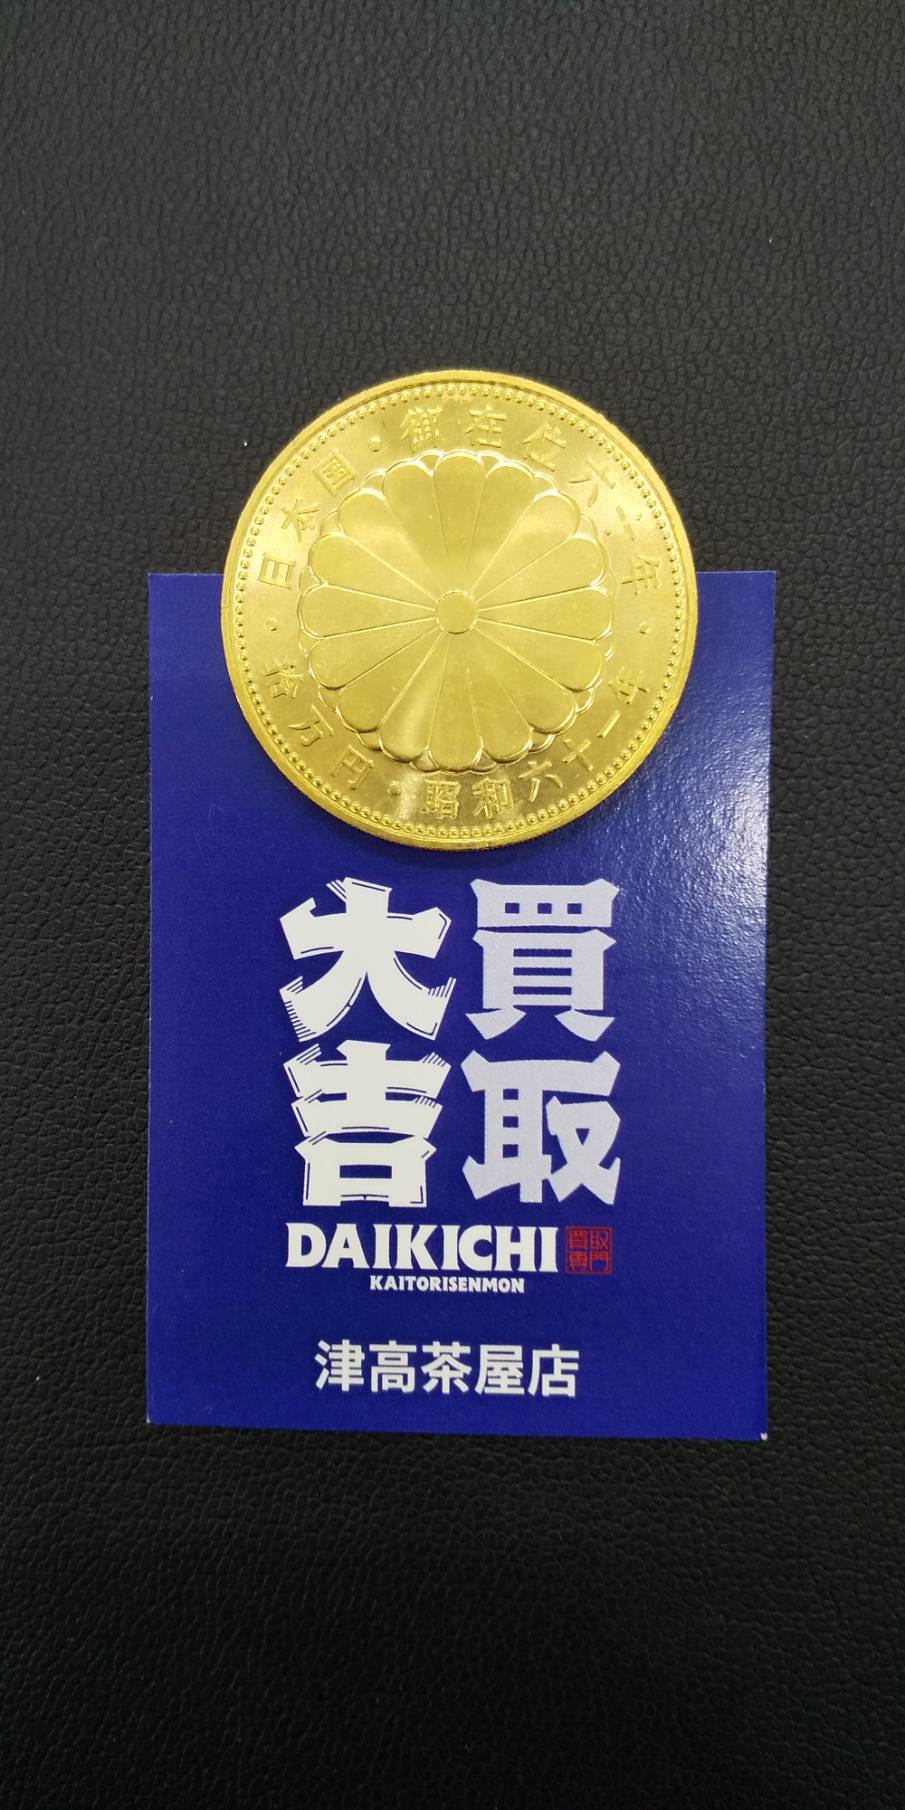 日本国・御在位六十年・
拾万円・昭和六十一年
買取
大吉
DAIKICHI
買取
専門
KAITORISENMON
津高茶屋店